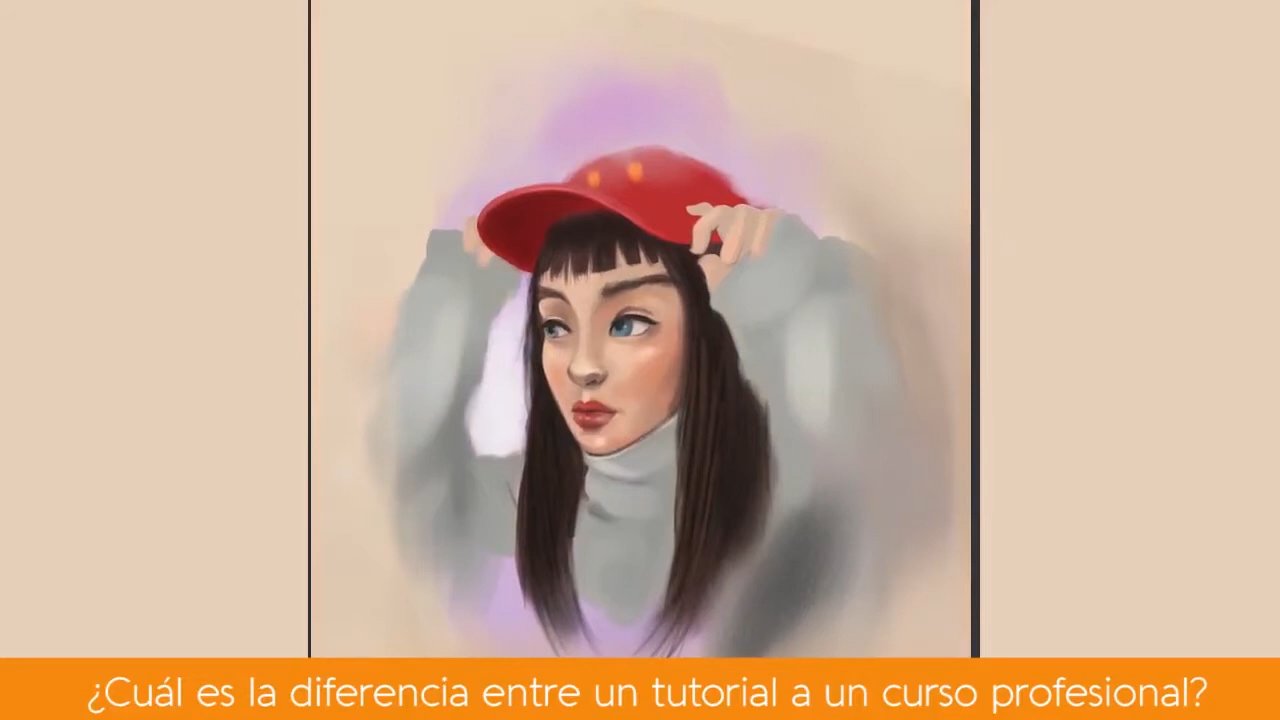 ¿Cuál es la diferencia entre un tutorial a un curso profesional?